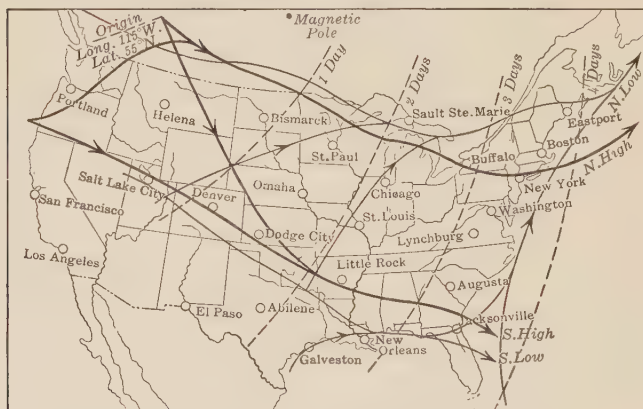 Origin
Long. 115° W.
Lat. 55° N.
Magnetic
Pole
1 Day
2 Days
3 Days
4 Days
N. Low
Portland
Helena
Bismarck
Sault Ste. Marie
Eastport
St. Paul
Buffalo
Boston
N. High
Salt Lake City
Denver
Omaha
Chicago
New York
San Francisco
St. Louis
Washington
Dodge City
Lynchburg
Los Angeles
Little Rock
El Paso
Abilene
Augusta
Jacksonville
Galveston
New
Orleans
S. High
S. Low